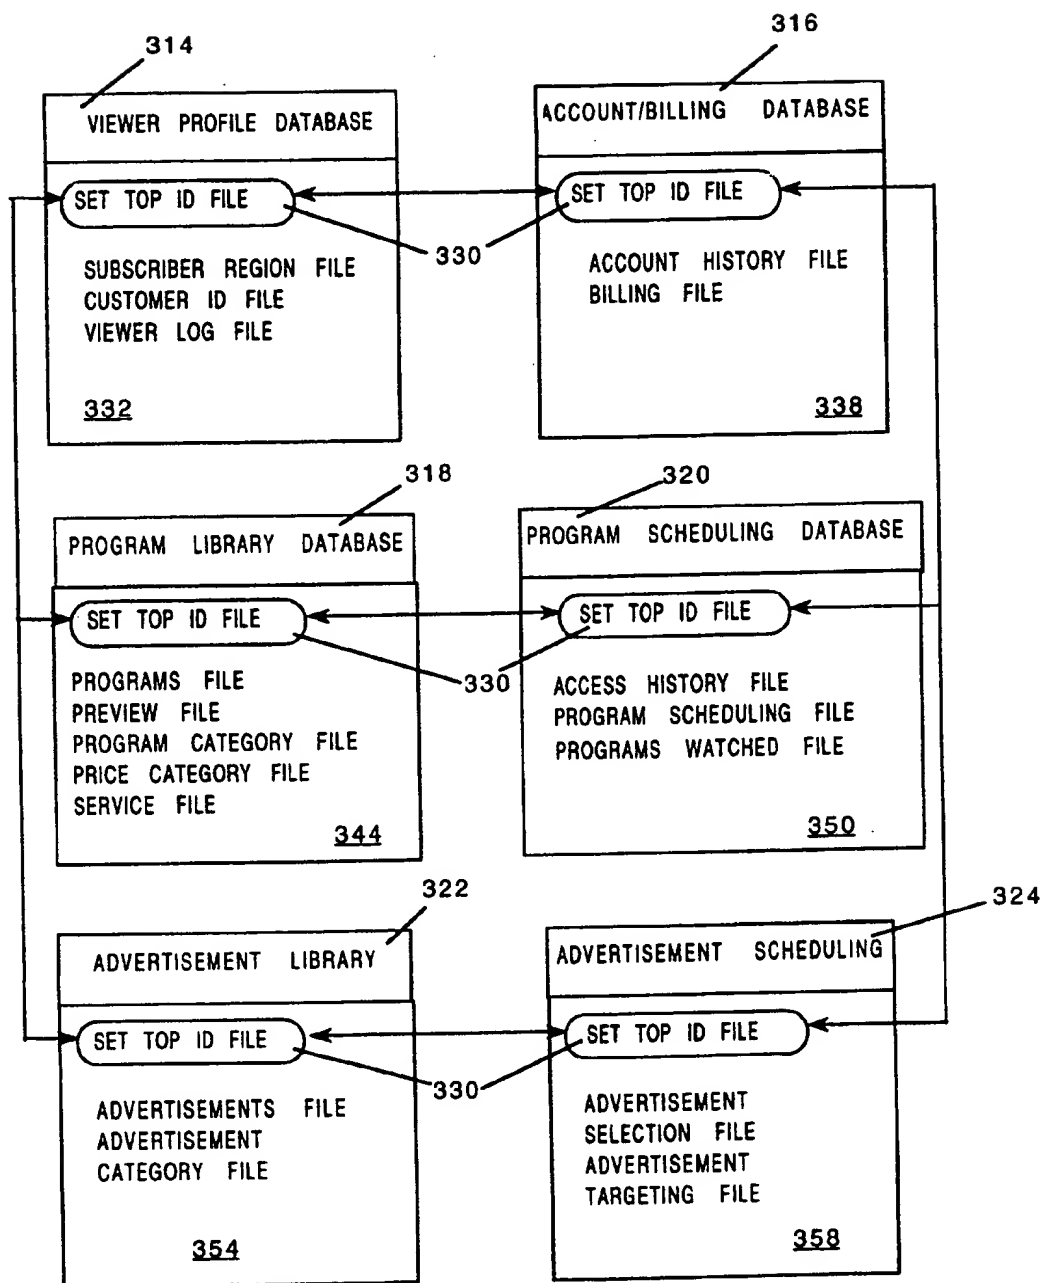 314
316
VIEWER PROFILE DATABASE
SET TOP ID FILE
SUBSCRIBER REGION FILE
CUSTOMER ID FILE
VIEWER LOG FILE
332
330
ACCOUNT/BILLING DATABASE
SET TOP ID FILE
ACCOUNT HISTORY FILE
BILLING FILE
338
318
320
PROGRAM LIBRARY DATABASE
SET TOP ID FILE
PROGRAMS FILE
PREVIEW FILE
PROGRAM CATEGORY FILE
PRICE CATEGORY FILE
SERVICE FILE
344
330
PROGRAM SCHEDULING DATABASE
SET TOP ID FILE
ACCESS HISTORY FILE
PROGRAM SCHEDULING FILE
PROGRAMS WATCHED FILE
350
322
324
ADVERTISEMENT LIBRARY
SET TOP ID FILE
ADVERTISEMENTS FILE
ADVERTISEMENT
CATEGORY FILE
354
330
ADVERTISEMENT SCHEDULING
SET TOP ID FILE
ADVERTISEMENT
SELECTION FILE
ADVERTISEMENT
TARGETING FILE
358